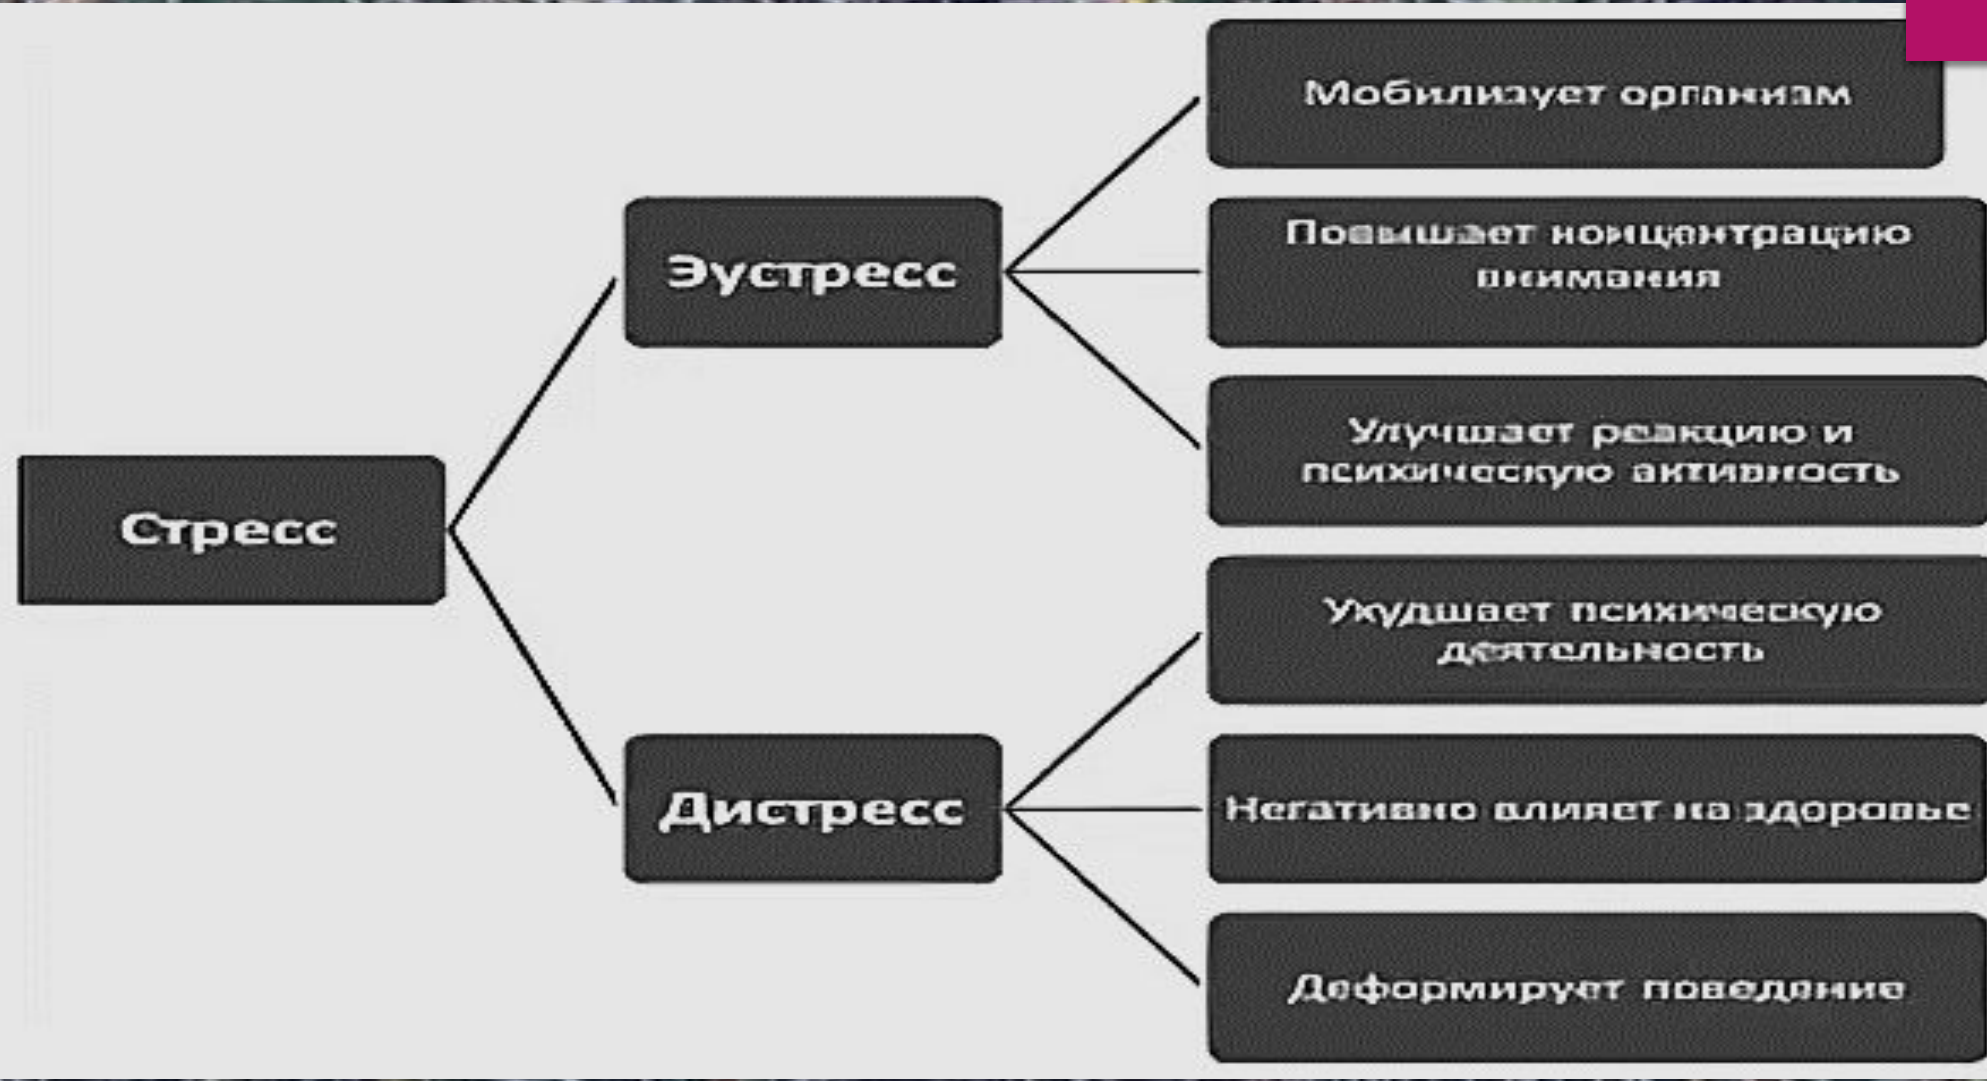 Мобилизует организм
Повышает концентрацию
внимания
Эустресс
Улучшает реакцию и
психическую активность
Стресс
Ухудшает психическую
деятельность
Дистресс
Негативно влияет на здоровье
Деформирует поведение